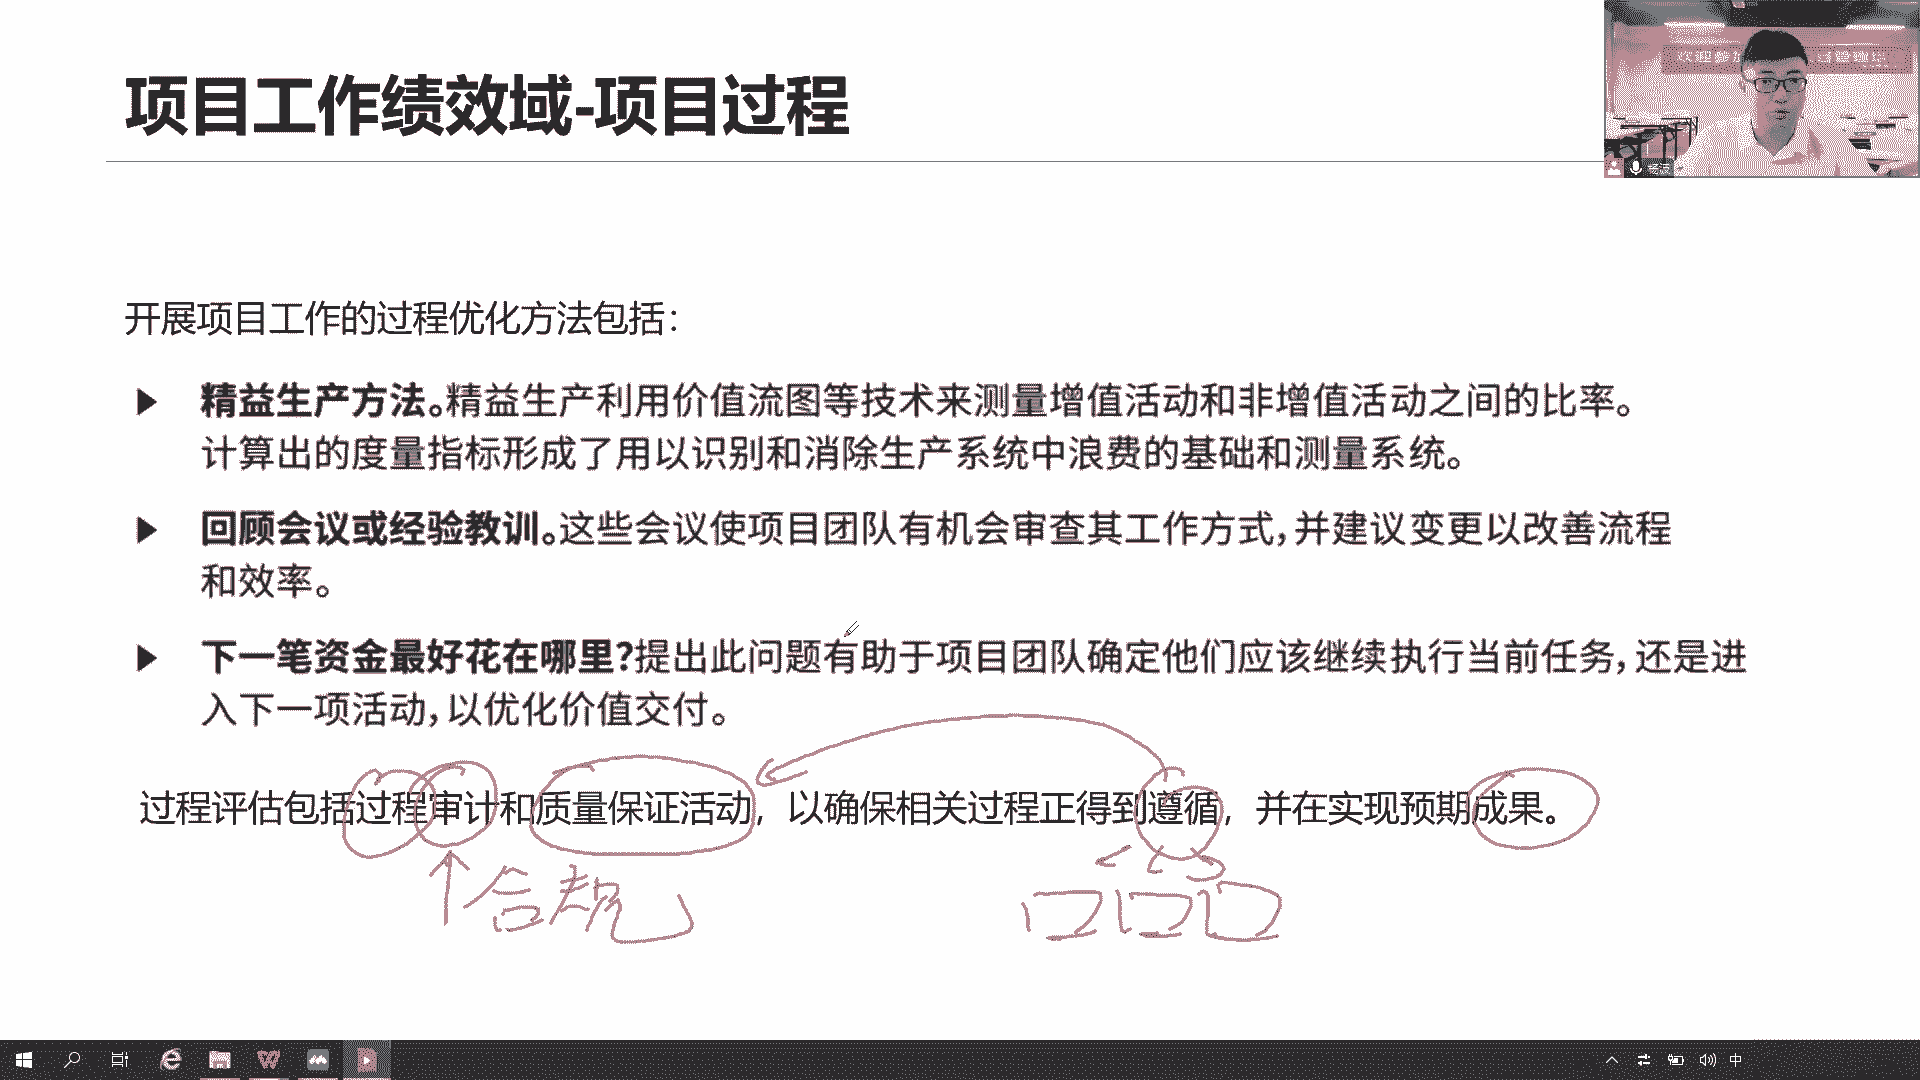 项目工作绩效域-项目过程
开展项目工作的过程优化方法包括：
精益生产方法。精益生产利用价值流图等技术来测量增值活动和非增值活动之间的比率。
计算出的度量指标形成了用以识别和消除生产系统中浪费的基础和测量系统。
回顾会议或经验教训。这些会议使项目团队有机会审查其工作方式，并建议变更以改善流程
和效率。
下一笔资金最好花在哪里？提出此问题有助于项目团队确定他们应该继续执行当前任务，还是进
入下一项活动，以优化价值交付。
过程评估包括过程审计和质量保证活动，以确保相关过程正得到遵循，并在实现预期成果。
合规
中